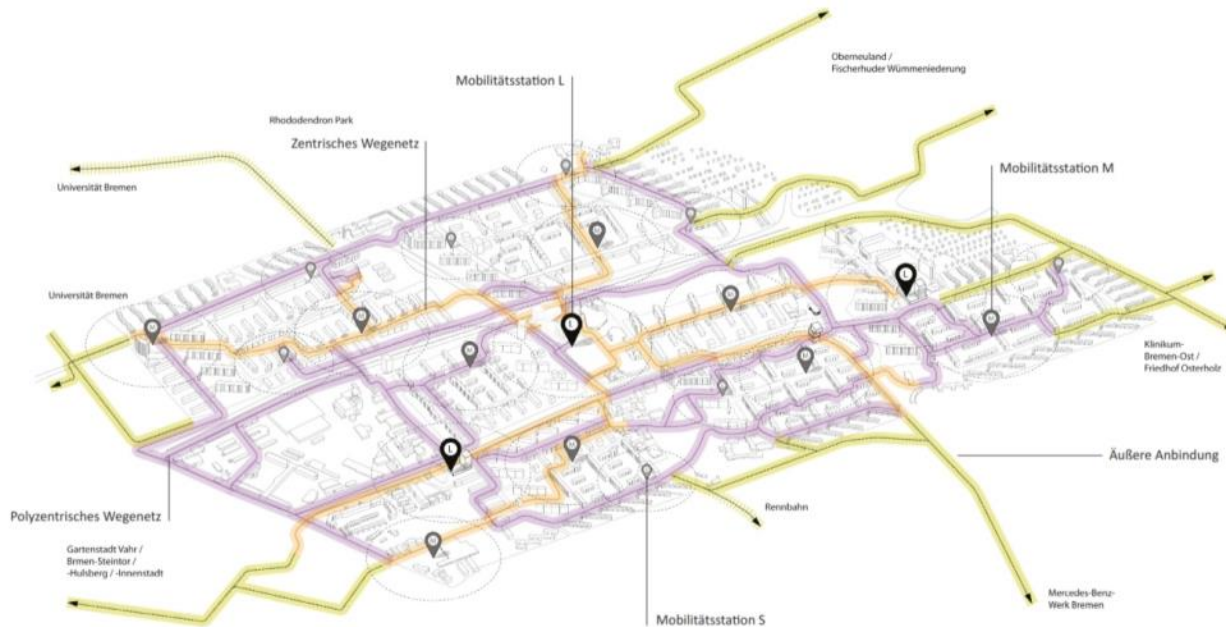 Oberneuland /
Fischerhuder Wümmeniederung
Mobilitätsstation L
Rhododendron Park
Zentrisches Wegenetz
Mobilitätsstation M
Universität Bremen
L
M
M
Universität Bremen
M
M
L
M
M
M
Klinikum-
Bremen-Ost /
Friedhof Osterholz
M
L
M
Äußere Anbindung
Polyzentrisches Wegenetz
Rennbahn
Gartenstadt Vahr /
Brmen-Steintor /
-Hulsberg / -Innenstadt
M
Mercedes-Benz-
Werk Bremen
Mobilitätsstation S